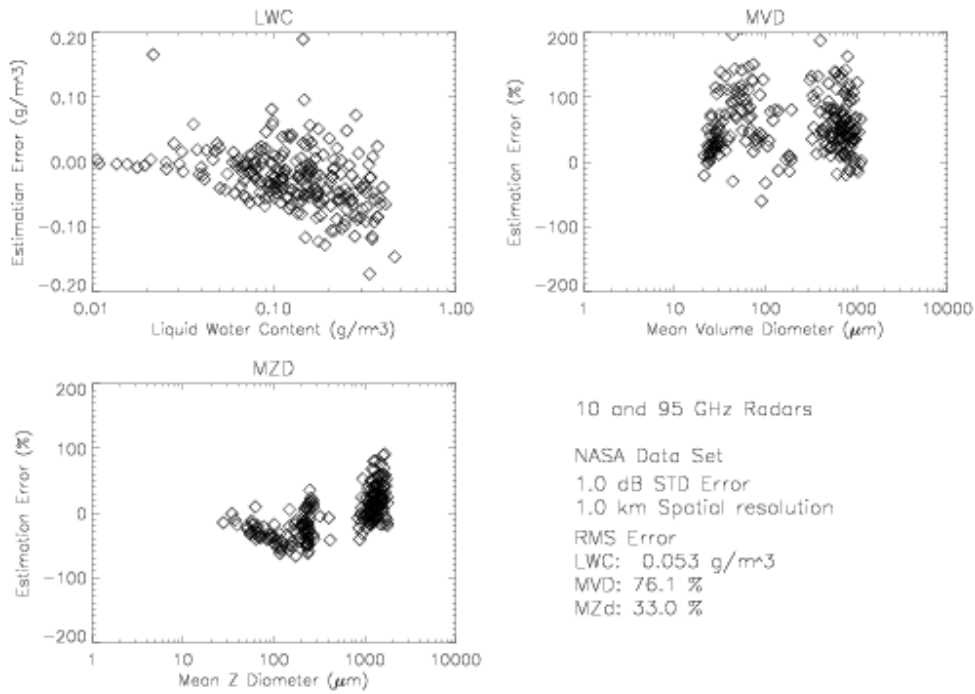 LWC
0.20
0.10
0.00
-0.10
-0.20
Estimation Error (g/m^3)
0.01
0.10
1.00
Liquid Water Content (g/m^3)
MVD
200
100
0
-100
-200
Estimation Error (%)
1
10
100
1000
10000
Mean Volume Diameter (μm)
MZD
200
100
0
-100
-200
Estimation Error (%)
1
10
100
1000
10000
Mean Z Diameter (μm)
10 and 95 GHz Radars
NASA Data Set
1.0 dB STD Error
1.0 km Spatial resolution
RMS Error
LWC: 0.053 g/m^3
MVD: 76.1 %
MZd: 33.0 %